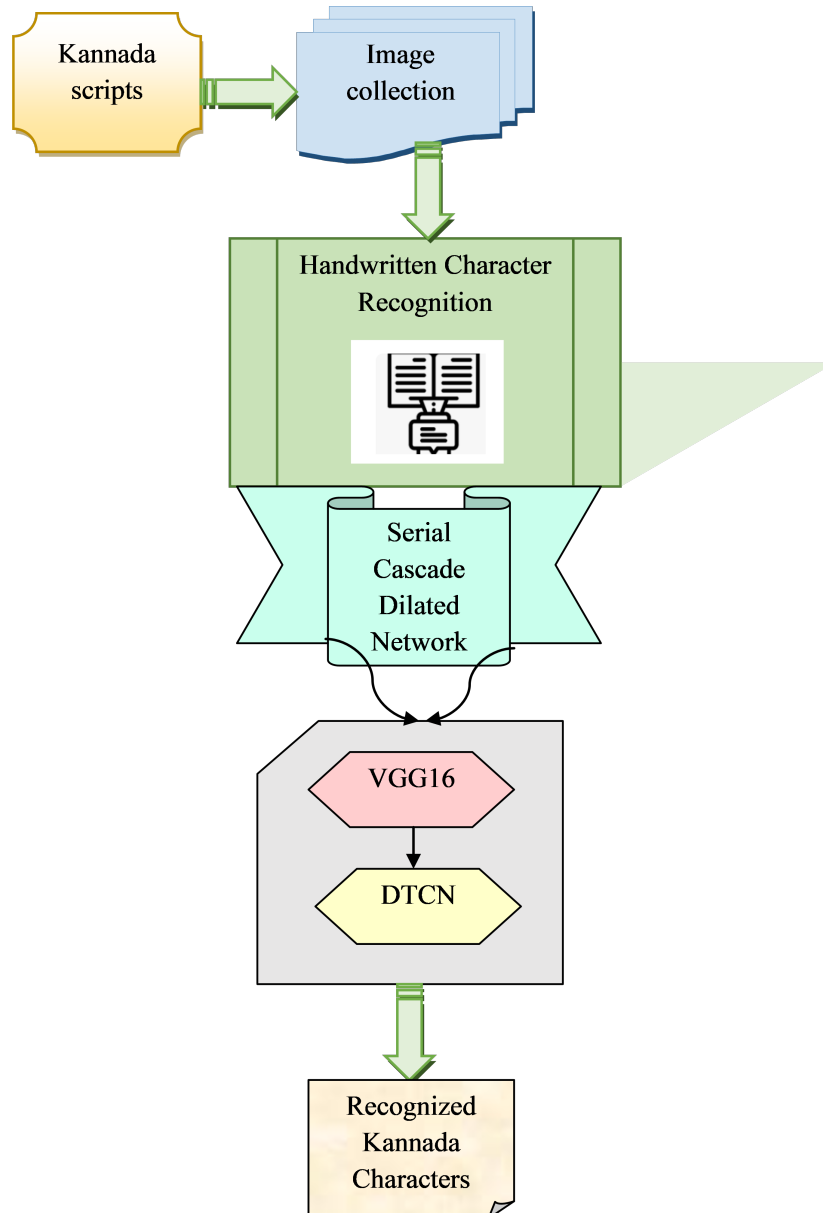 Kannada
scripts
Image
collection
Handwritten Character
Recognition
Serial
Cascade
Dilated
Network
VGG16
DTCN
Recognized
Kannada
Characters